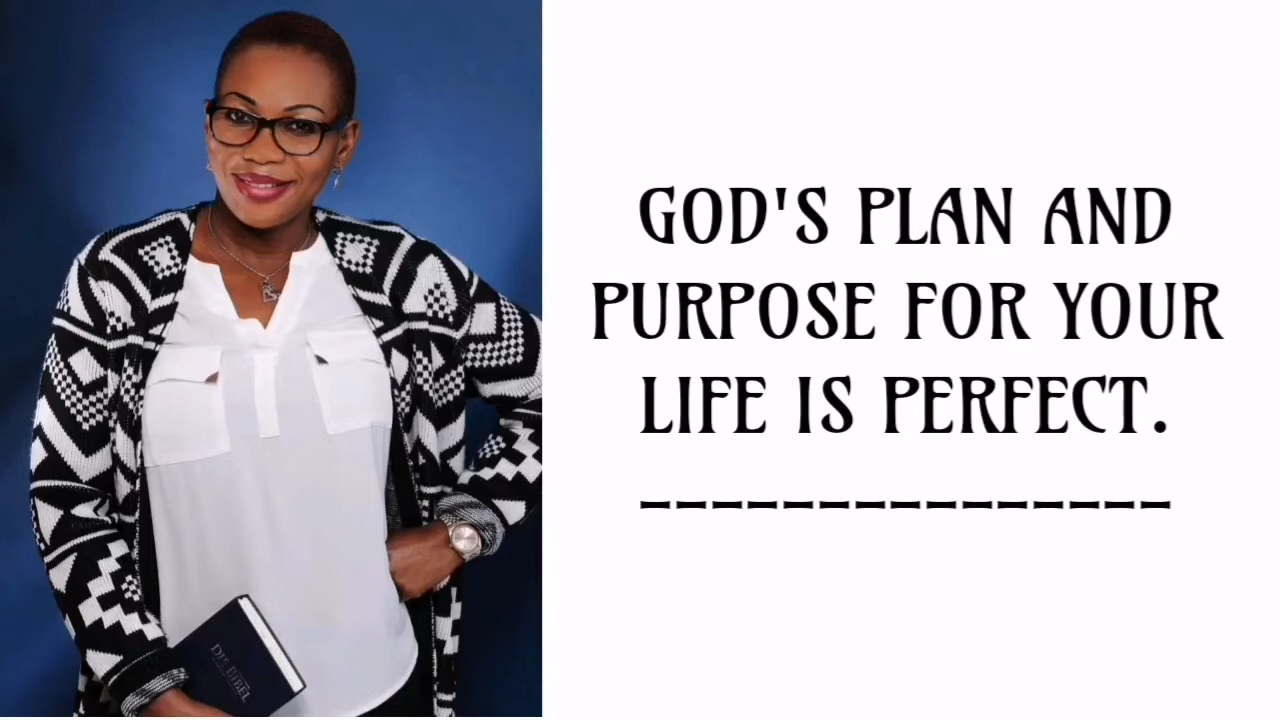 GOD'S PLAN AND
PURPOSE FOR YOUR
LIFE IS PERFECT.
---------------
DIE BIBEL